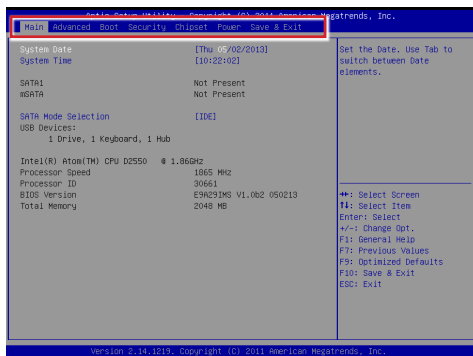 Aptio Setup Utility - Copyright (C) 2011 American Megatrends, Inc.
Main Advanced Boot Security Chipset Power Save & Exit
System Date [Thu 05/02/2013]
System Time [10:22:02]
SATA1 Not Present
mSATA Not Present
SATA Mode Selection [IDE]
USB Devices:
1 Drive, 1 Keyboard, 1 Hub
Intel(R) Atom(TM) CPU D2550 @ 1.86GHz
Processor Speed 1865 MHz
Processor ID 30661
BIOS Version E9A29IMS V1.0b2 050213
Total Memory 2048 MB
Set the Date. Use Tab to
switch between Date
elements.
→←: Select Screen
↑↓: Select Item
Enter: Select
+/-: Change Opt.
F1: General Help
F7: Previous Values
F9: Optimized Defaults
F10: Save & Exit
ESC: Exit
Version 2.14.1219. Copyright (C) 2011 American Megatrends, Inc.